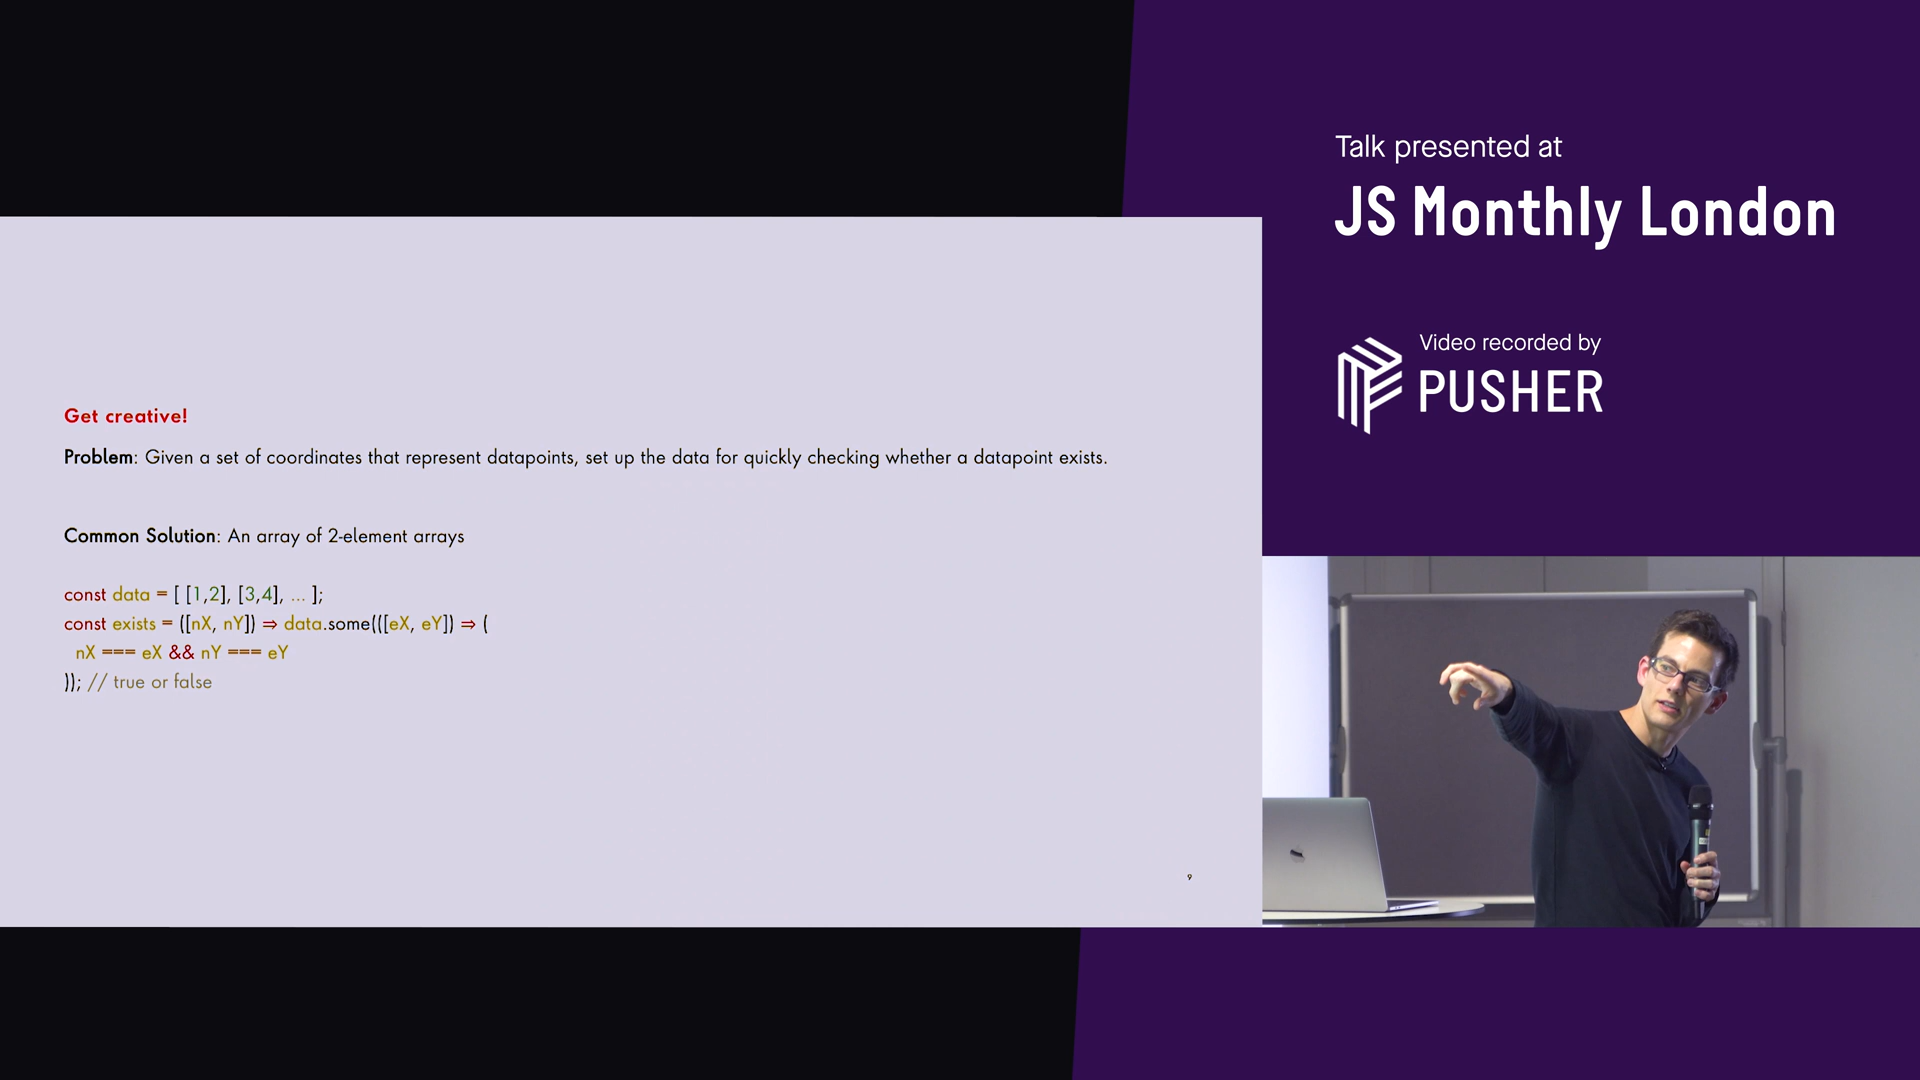 Talk presented at
JS Monthly London
Video recorded by
PUSHER
Get creative!
Problem: Given a set of coordinates that represent datapoints, set up the data for quickly checking whether a datapoint exists.
Common Solution: An array of 2-element arrays
const data = [ [1,2], [3,4], ... ];
const exists = ([nX, nY]) ⇒ data.some(([eX, eY]) ⇒ (
nX === eX && nY === eY
)); // true or false
9